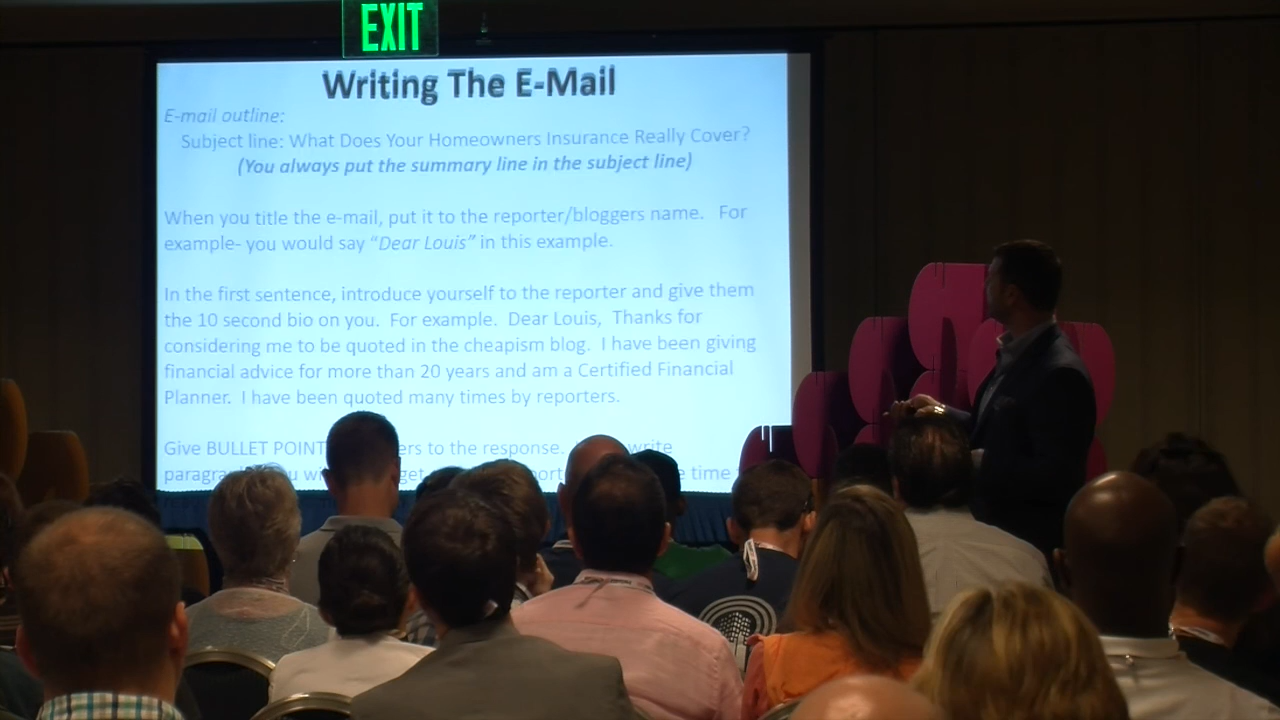 EXIT
Writing The E-Mail
E-mail outline:
Subject line: What Does Your Homeowners Insurance Really Cover?
(You always put the summary line in the subject line)
When you title the e-mail, put it to the reporter/bloggers name. For
example- you would say “Dear Louis” in this example.
In the first sentence, introduce yourself to the reporter and give them
the 10 second bio on you. For example. Dear Louis, Thanks for
considering me to be quoted in the cheapism blog. I have been giving
financial advice for more than 20 years and am a Certified Financial
Planner. I have been quoted many times by reporters.
Give BULLET POINT to the response. write
time